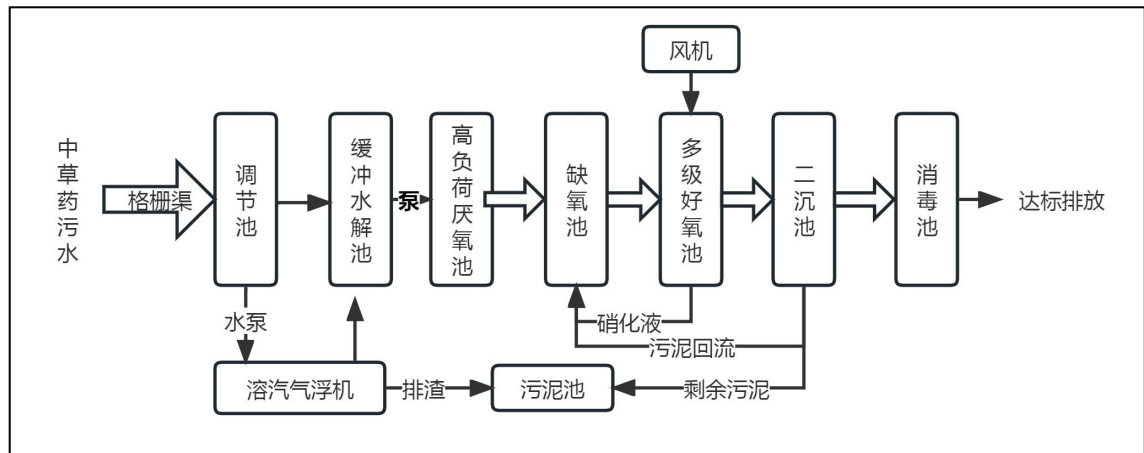 风机
中草药污水
格栅渠
调节池
缓冲水解池
泵
高负荷厌氧池
缺氧池
多级好氧池
二沉池
消毒池
达标排放
水泵
硝化液
污泥回流
溶汽气浮机
排渣
污泥池
剩余污泥